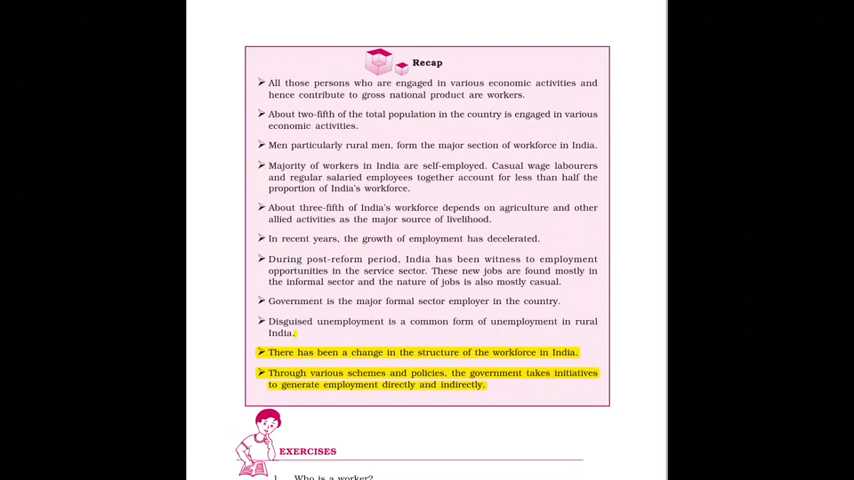 Recap
➢ All those persons who are engaged in various economic activities and
hence contribute to gross national product are workers.
➢ About two-fifth of the total population in the country is engaged in various
economic activities.
➢ Men particularly rural men, form the major section of workforce in India.
➢ Majority of workers in India are self-employed. Casual wage labourers
and regular salaried employees together account for less than half the
proportion of India's workforce.
➢ About three-fifth of India's workforce depends on agriculture and other
allied activities as the major source of livelihood.
➢ In recent years, the growth of employment has decelerated.
➢ During post-reform period, India has been witness to employment
opportunities in the service sector. These new jobs are found mostly in
the informal sector and the nature of jobs is also mostly casual.
➢ Government is the major formal sector employer in the country.
➢ Disguised unemployment is a common form of unemployment in rural
India.
➢ There has been a change in the structure of the workforce in India.
➢ Through various schemes and policies, the government takes initiatives
to generate employment directly and indirectly.
EXERCISES
1. Who is a worker?